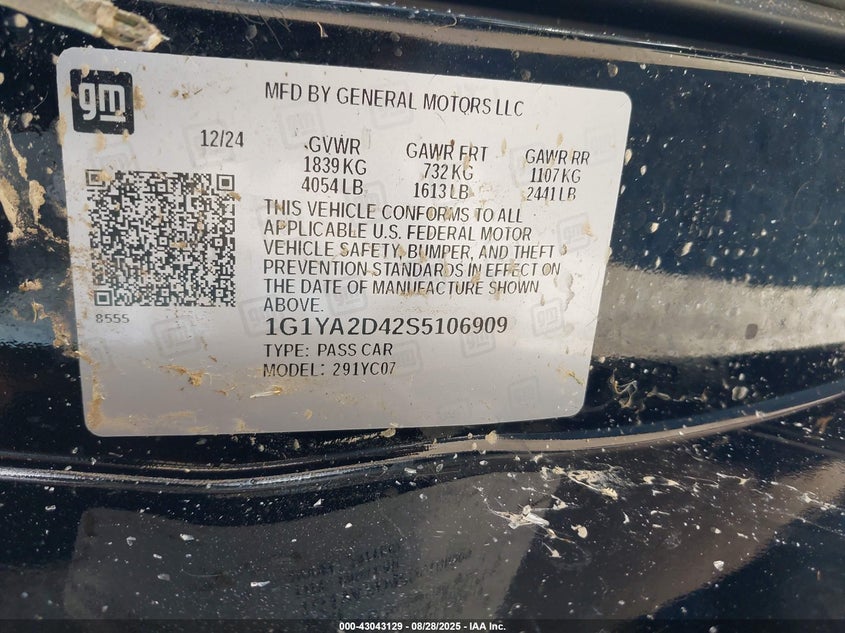 gm
MFD BY GENERAL MOTORS LLC
12/24
GVWR GAWR FRT GAWR RR
1839 KG 732 KG 1107 KG
4054 LB 1613 LB 2441 LB
THIS VEHICLE CONFORMS TO ALL
APPLICABLE U.S. FEDERAL MOTOR
VEHICLE SAFETY, BUMPER, AND THEFT
PREVENTION STANDARDS IN EFFECT ON
THE DATE OF MANUFACTURE SHOWN
ABOVE.
8555
1G1YA2D42S5106909
TYPE: PASS CAR
MODEL: 291YC07
000-43043129 - 08/28/2025 - IAA Inc.